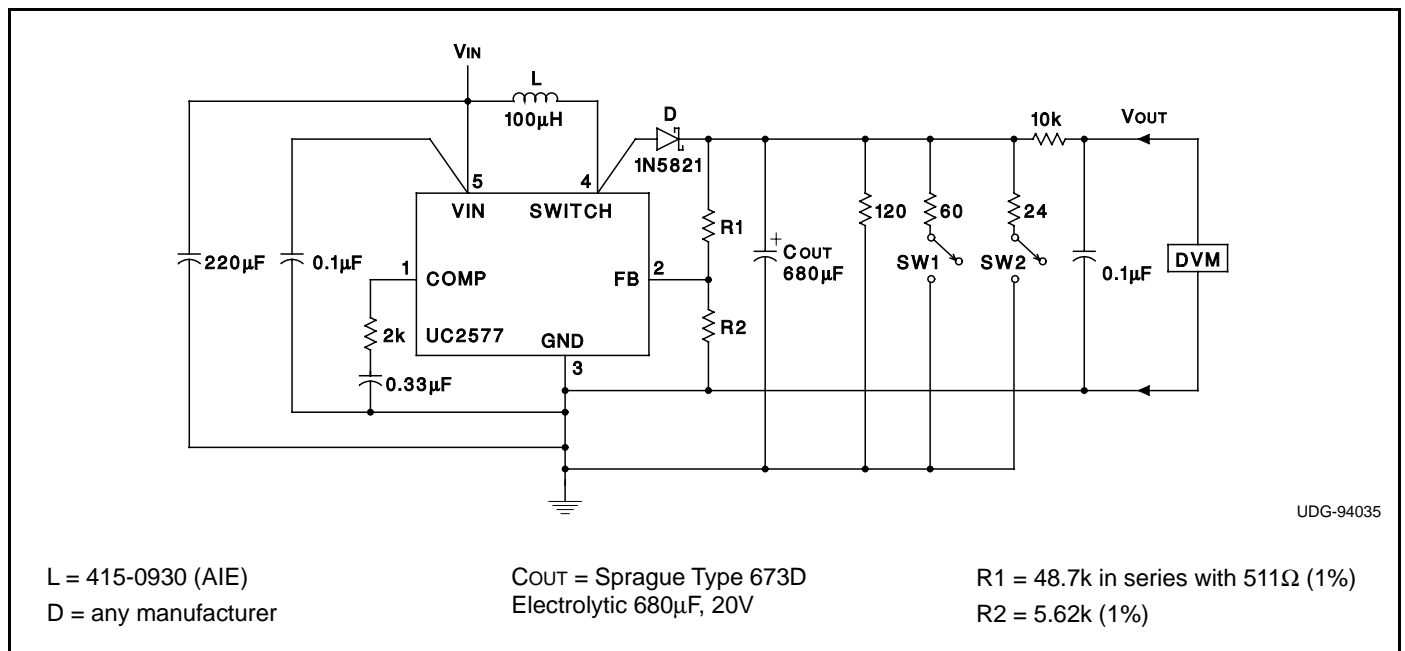 VIN
L
100μH
D
1N5821
10k
VOUT
5
4
VIN
SWITCH
R1
120
60
24
220μF
0.1μF
1
COMP
FB
2
+
COUT
680μF
SW1
SW2
0.1μF
DVM
2k
UC2577
GND
R2
3
0.33μF
UDG-94035
L = 415-0930 (AIE)
D = any manufacturer
COUT = Sprague Type 673D
Electrolytic 680μF, 20V
R1 = 48.7k in series with 511Ω (1%)
R2 = 5.62k (1%)